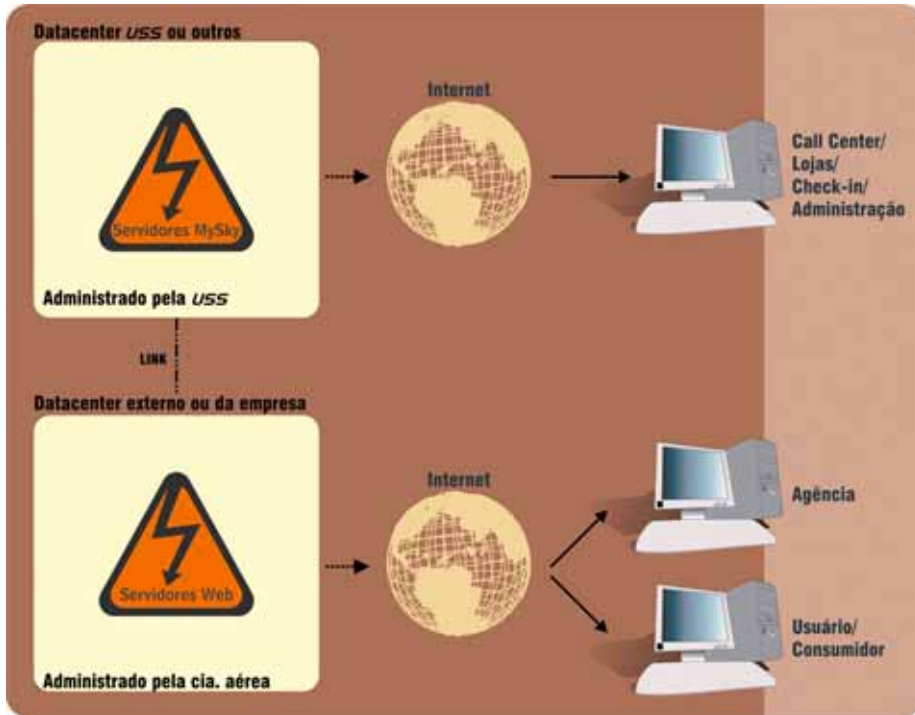 Datacenter USS ou outros
Servidores MySky
Administrado pela USS
Internet
Call Center/
Lojas/
Check-in/
Administração
LINK
Datacenter externo ou da empresa
Servidores Web
Administrado pela cia. aérea
Internet
Agência
Usuário/
Consumidor